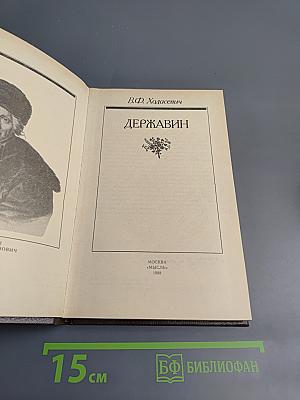 В.Ф. Ходасевич
ДЕРЖАВИН
МОСКВА
«МЫСЛЬ»
1988
15 см
БФ БИБЛИОФАН